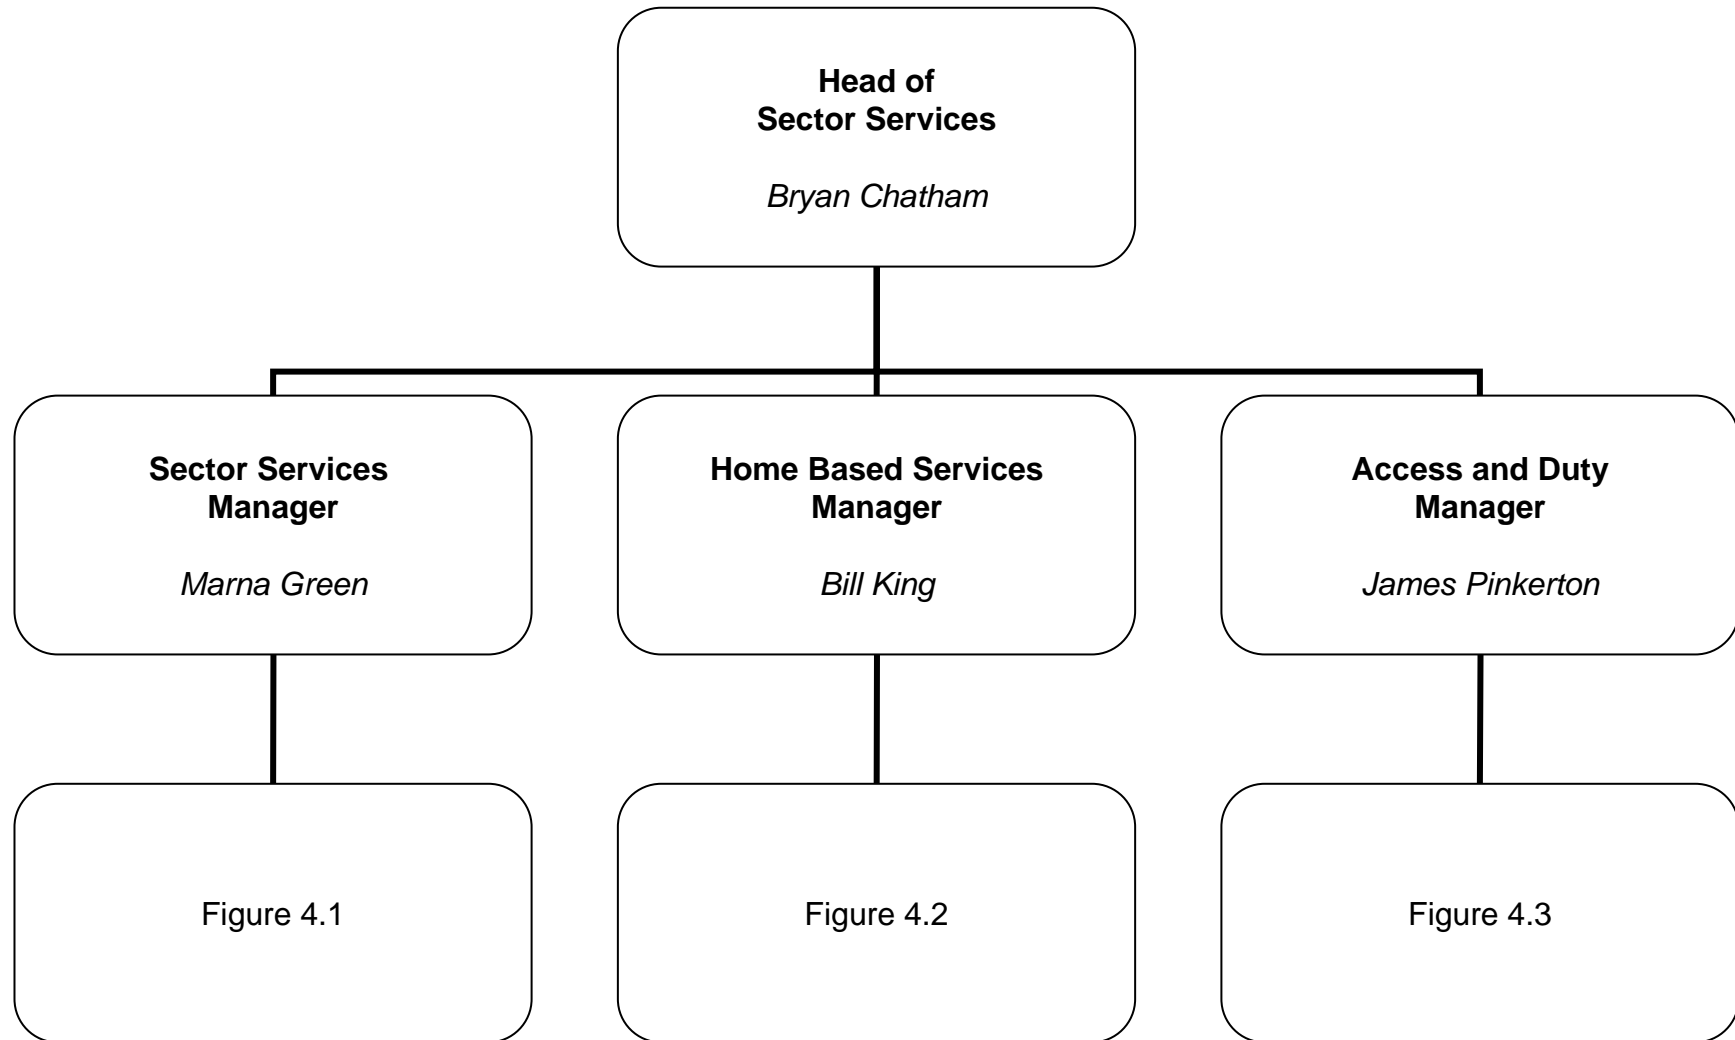 Head of
Sector Services
Bryan Chatham
Sector Services
Manager
Marna Green
Home Based Services
Manager
Bill King
Access and Duty
Manager
James Pinkerton
Figure 4.1
Figure 4.2
Figure 4.3